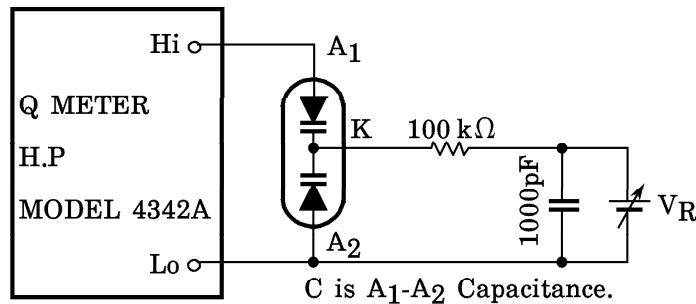 Hi
A1
Q METER
H.P
MODEL 4342A
K
100 kΩ
1000pF
VR
A2
Lo
C is A1-A2 Capacitance.